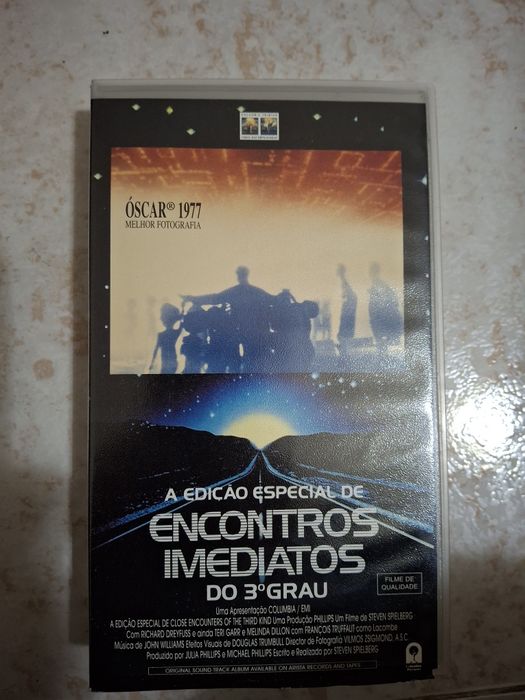 ÓSCAR® 1977
MELHOR FOTOGRAFIA
A EDIÇÃO ESPECIAL DE
ENCONTROS
IMEDIATOS
DO 3º GRAU
FILME DE
QUALIDADE
Uma Apresentação COLUMBIA / EMI
A EDIÇÃO ESPECIAL DE CLOSE ENCOUNTERS OF THE THIRD KIND Uma Produção PHILLIPS Um Filme de STEVEN SPIELBERG
Com RICHARD DREYFUSS e ainda TERI GARR e MELINDA DILLON com FRANÇOIS TRUFFAUT como Lacombe
Música de JOHN WILLIAMS Efeitos Visuais de DOUGLAS TRUMBULL Director de Fotografia VILMOS ZSIGMOND, A.S.C.
Produzido por JULIA PHILLIPS e MICHAEL PHILLIPS Escrito e Realizado por STEVEN SPIELBERG
ORIGINAL SOUND TRACK ALBUM AVAILABLE ON ARISTA RECORDS AND TAPES